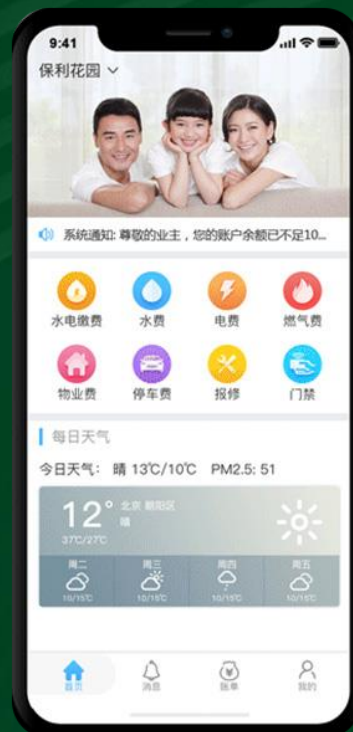 9:41
保利花园
系统通知: 尊敬的业主，您的账户余额已不足10...
水电缴费 水费 电费 燃气费
物业费 停车费 报修 门禁
每日天气
今日天气： 晴 13℃/10℃ PM2.5: 51
12° 北京 朝阳区
晴
37℃/27℃
周二 周三 周四 周五
10/15℃ 10/15℃ 10/15℃ 10/15℃
首页 消息 账单 我的